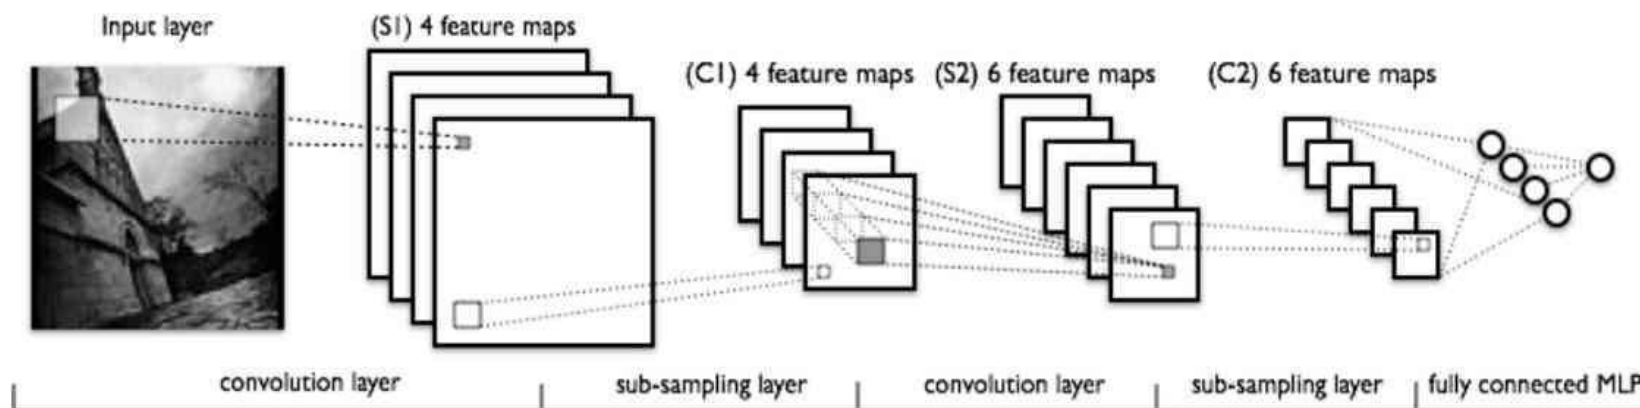 Input layer
(S1) 4 feature maps
(C1) 4 feature maps
(S2) 6 feature maps
(C2) 6 feature maps
convolution layer
sub-sampling layer
convolution layer
sub-sampling layer
fully connected MLP